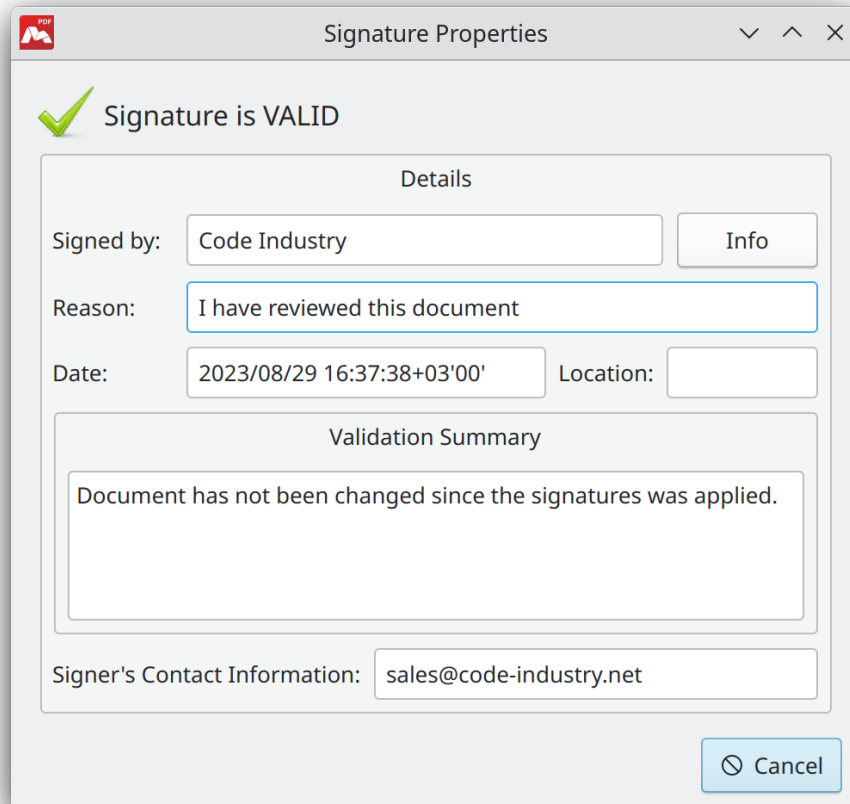 PDF
Signature Properties
Signature is VALID
Details
Signed by: Code Industry Info
Reason: I have reviewed this document
Date: 2023/08/29 16:37:38+03'00' Location:
Validation Summary
Document has not been changed since the signatures was applied.
Signer's Contact Information: sales@code-industry.net
Cancel